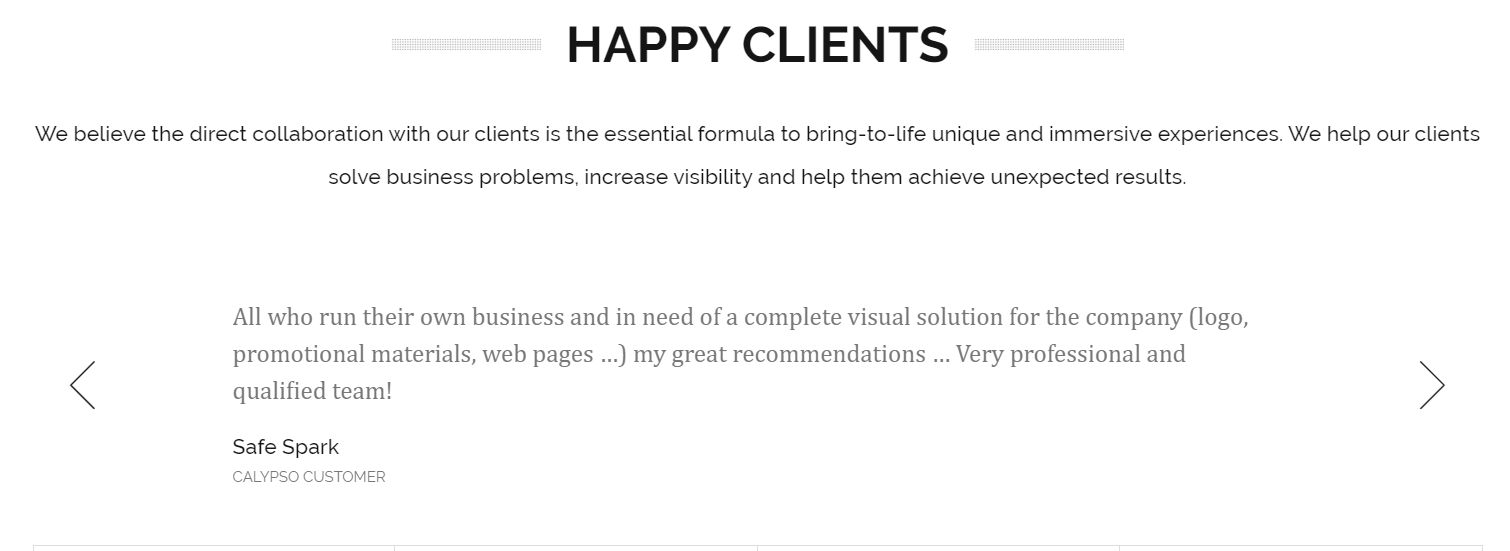 HAPPY CLIENTS
We believe the direct collaboration with our clients is the essential formula to bring-to-life unique and immersive experiences. We help our clients
solve business problems, increase visibility and help them achieve unexpected results.
All who run their own business and in need of a complete visual solution for the company (logo,
promotional materials, web pages ...) my great recommendations ... Very professional and
qualified team!
Safe Spark
CALYPSO CUSTOMER